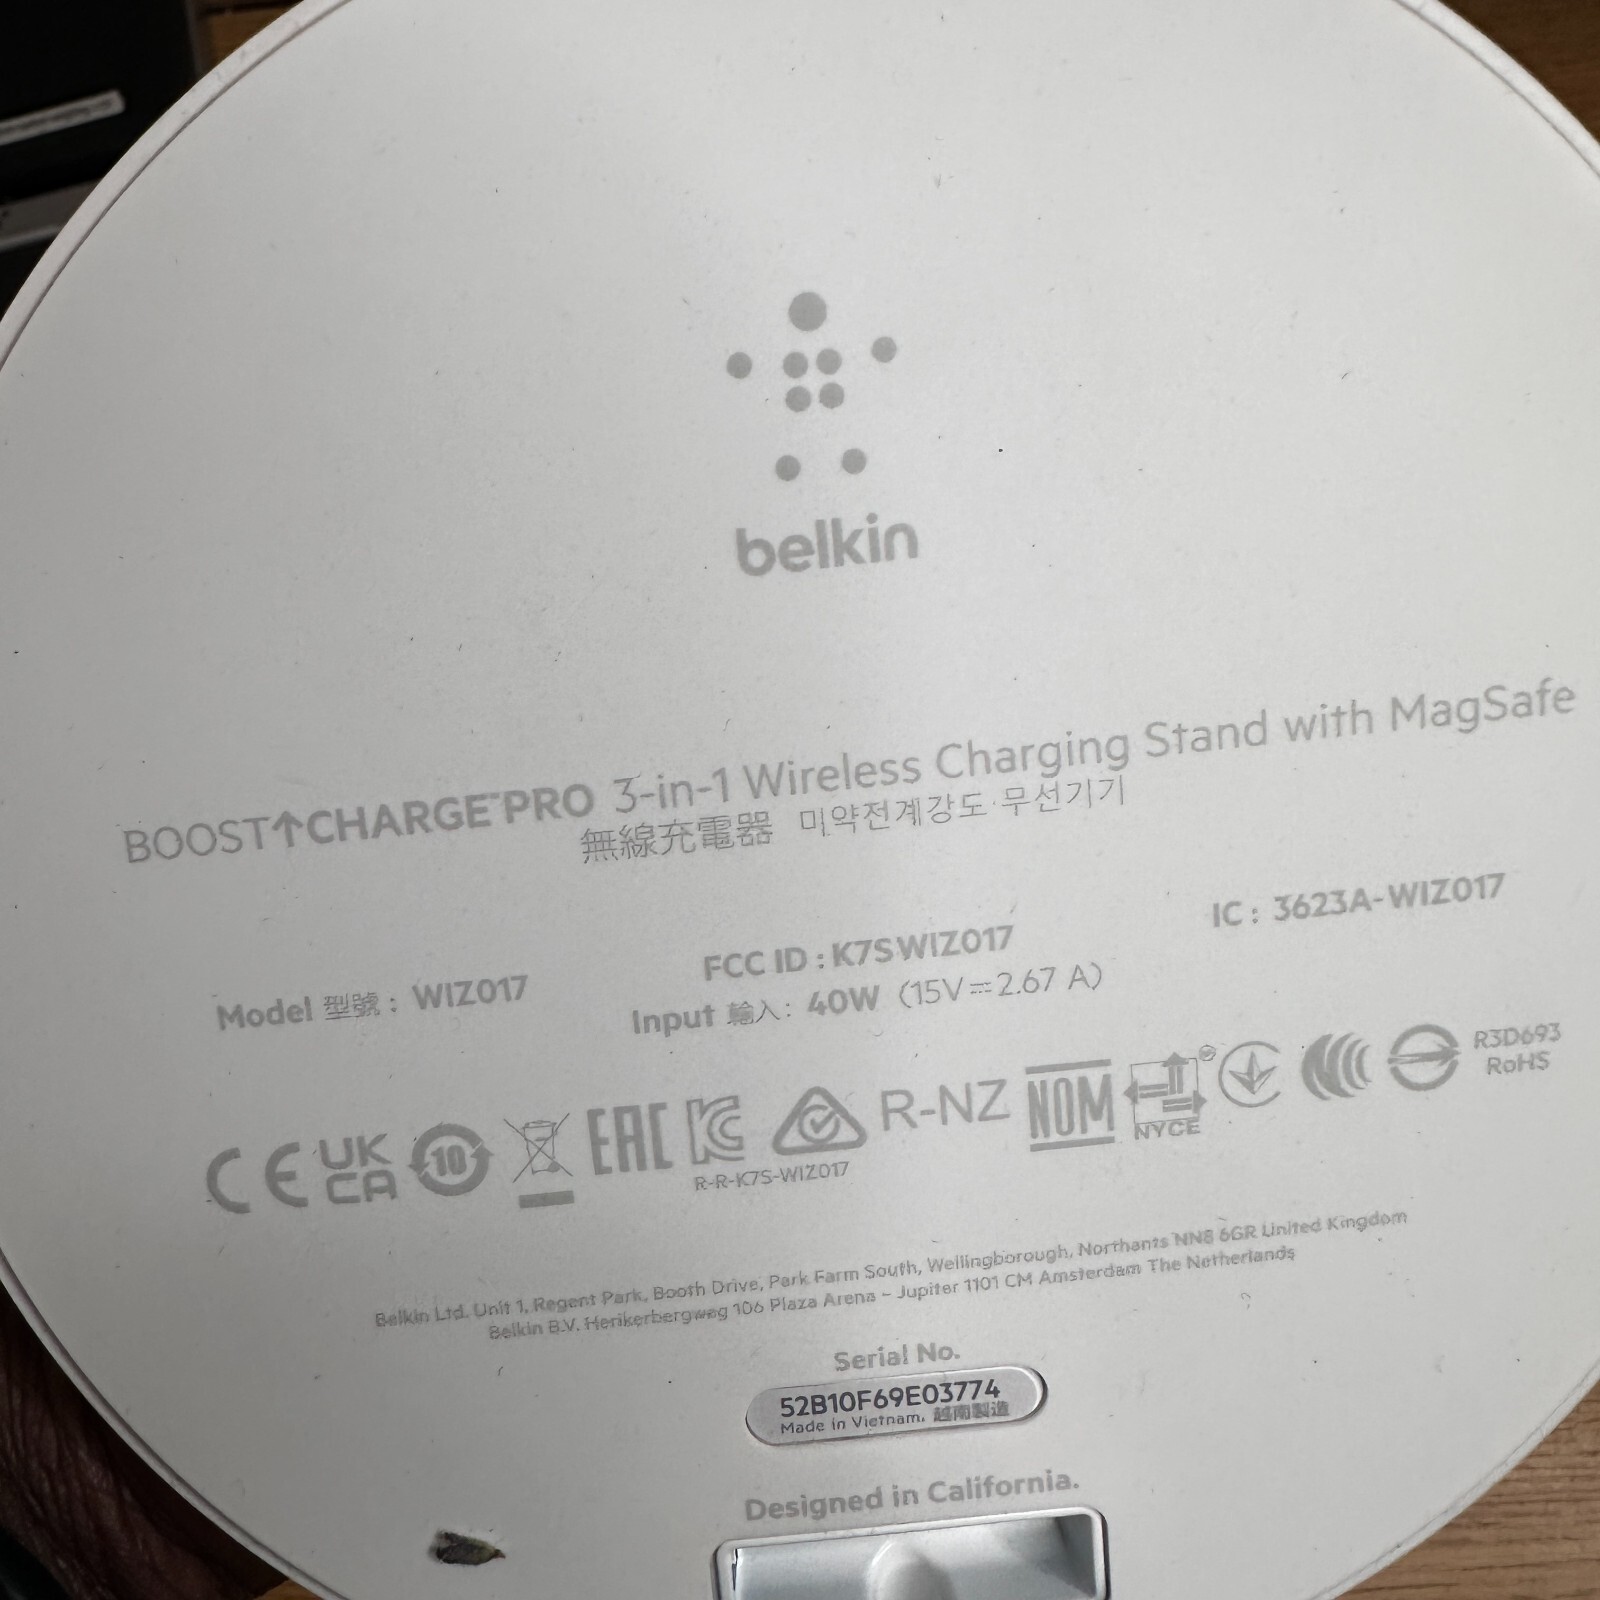 belkin
BOOST↑CHARGE™PRO 3-in-1 Wireless Charging Stand with MagSafe
無線充電器 미약전계강도·무선기기
Model 型號 : WIZ017
FCC ID : K7SWIZ017
IC : 3623A-WIZ017
Input 輸入: 40W (15V⎓2.67 A)
CE UK CA 10 EAC KC R-NZ NOM NYCE
R3D693
RoHS
R-R-K7S-WIZ017
Belkin Ltd. Unit 1, Regent Park, Booth Drive, Park Farm South, Wellingborough, Northants NN8 6GR United Kingdom
Belkin B.V. Herikerbergweg 106 Plaza Arena – Jupiter 1101 CM Amsterdam The Netherlands
Serial No.
52B10F69E03774
Made in Vietnam. 越南製造
Designed in California.